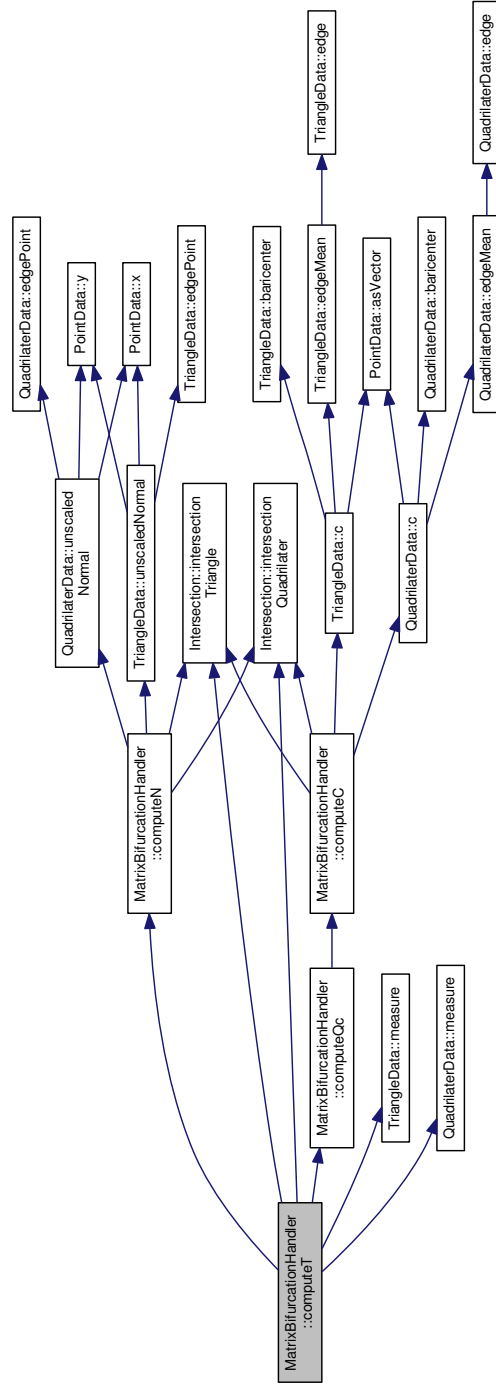 MatrixBifurcationHandler
::computeT
MatrixBifurcationHandler
::computeN
MatrixBifurcationHandler
::computeQc
TriangleData::measure
QuadrilaterData::measure
MatrixBifurcationHandler
::computeC
QuadrilaterData::unscaled
Normal
TriangleData::unscaledNormal
Intersection::intersection
Triangle
Intersection::intersection
Quadrilater
TriangleData::c
QuadrilaterData::c
QuadrilaterData::edgePoint
PointData::y
PointData::x
TriangleData::edgePoint
TriangleData::baricenter
TriangleData::edgeMean
PointData::asVector
QuadrilaterData::baricenter
QuadrilaterData::edgeMean
TriangleData::edge
QuadrilaterData::edge